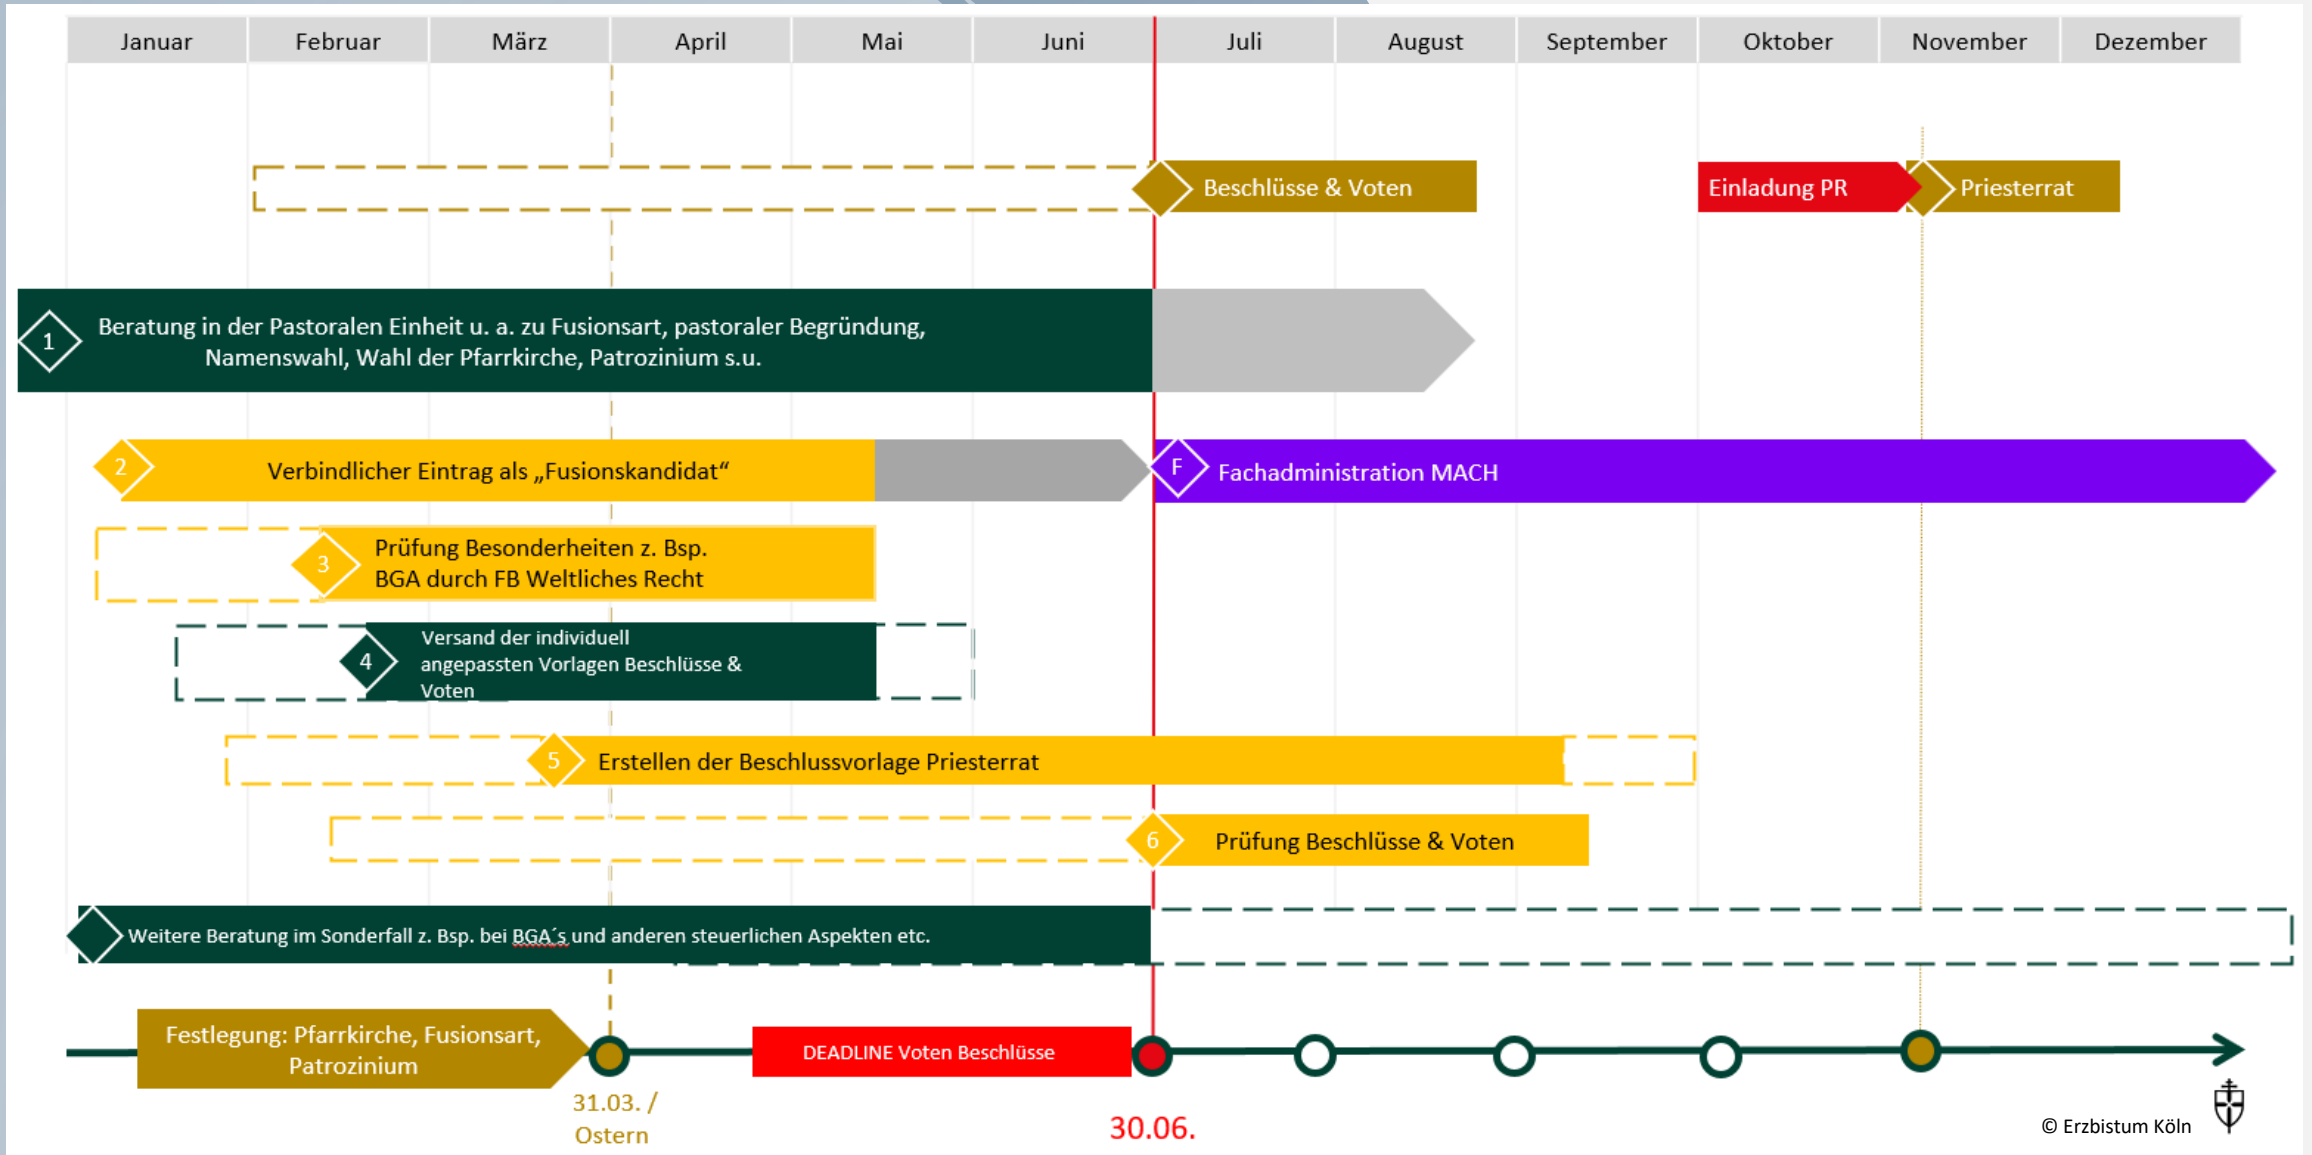 Januar
Februar
März
April
Mai
Juni
Juli
August
September
Oktober
November
Dezember
Beschlüsse & Voten
Einladung PR
Priesterrat
1
Beratung in der Pastoralen Einheit u. a. zu Fusionsart, pastoraler Begründung,
Namenswahl, Wahl der Pfarrkirche, Patrozinium s.u.
2
Verbindlicher Eintrag als „Fusionskandidat“
F
Fachadministration MACH
3
Prüfung Besonderheiten z. Bsp.
BGA durch FB Weltliches Recht
4
Versand der individuell
angepassten Vorlagen Beschlüsse &
Voten
5
Erstellen der Beschlussvorlage Priesterrat
6
Prüfung Beschlüsse & Voten
Weitere Beratung im Sonderfall z. Bsp. bei BGA´s und anderen steuerlichen Aspekten etc.
Festlegung: Pfarrkirche, Fusionsart,
Patrozinium
DEADLINE Voten Beschlüsse
31.03. /
Ostern
30.06.
© Erzbistum Köln